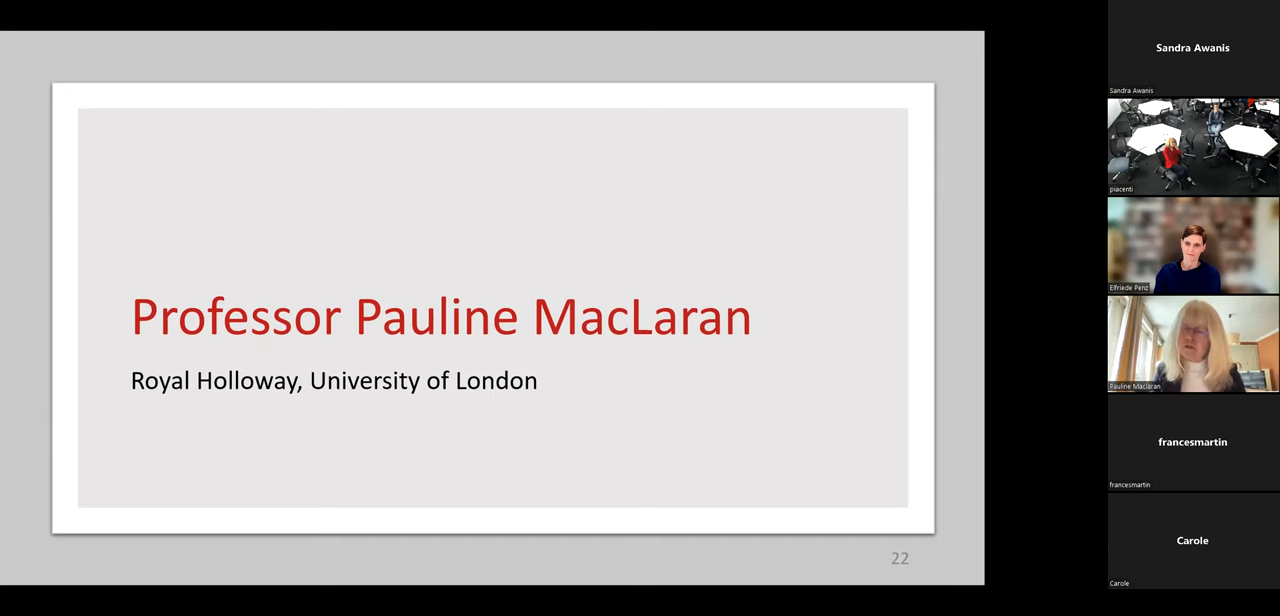 Professor Pauline MacLaran
Royal Holloway, University of London
22
Sandra Awanis
Sandra Awanis
piacenti
Elfriede Penz
Pauline Maclaran
francesmartin
francesmartin
Carole
Carole